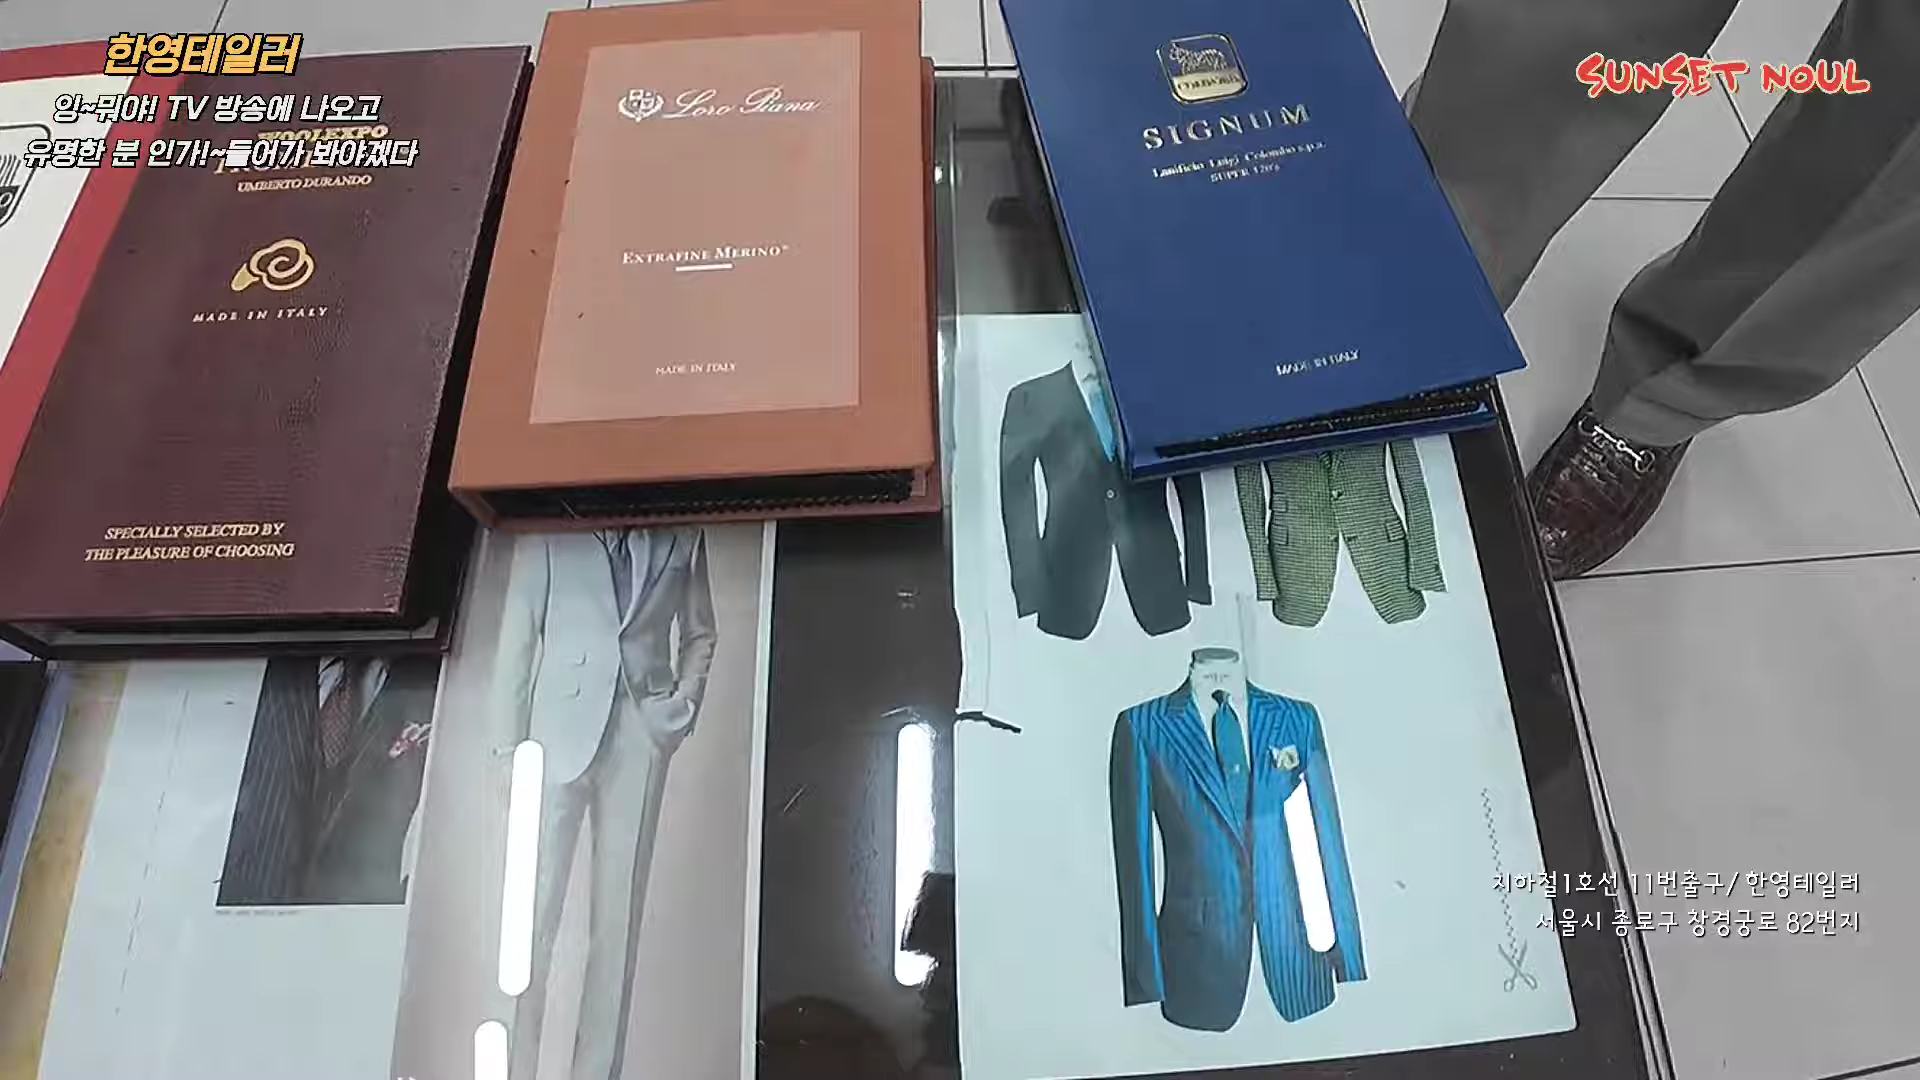 한영테일러
잉~뭐야! TV 방송에 나오고
유명한 분 인가!~들어가 봐야겠다
SUNSET NOUL
WOOLEXPO
UMBERTO DURANDO
MADE IN ITALY
SPECIALLY SELECTED BY
THE PLEASURE OF CHOOSING
Loro Piana
EXTRAFINE MERINO®
MADE IN ITALY
COLOMBO
SIGNUM
Lanificio Luigi Colombo s.p.a.
SUPER 120's
MADE IN ITALY
지하철1호선 11번출구/ 한영테일러
서울시 종로구 창경궁로 82번지